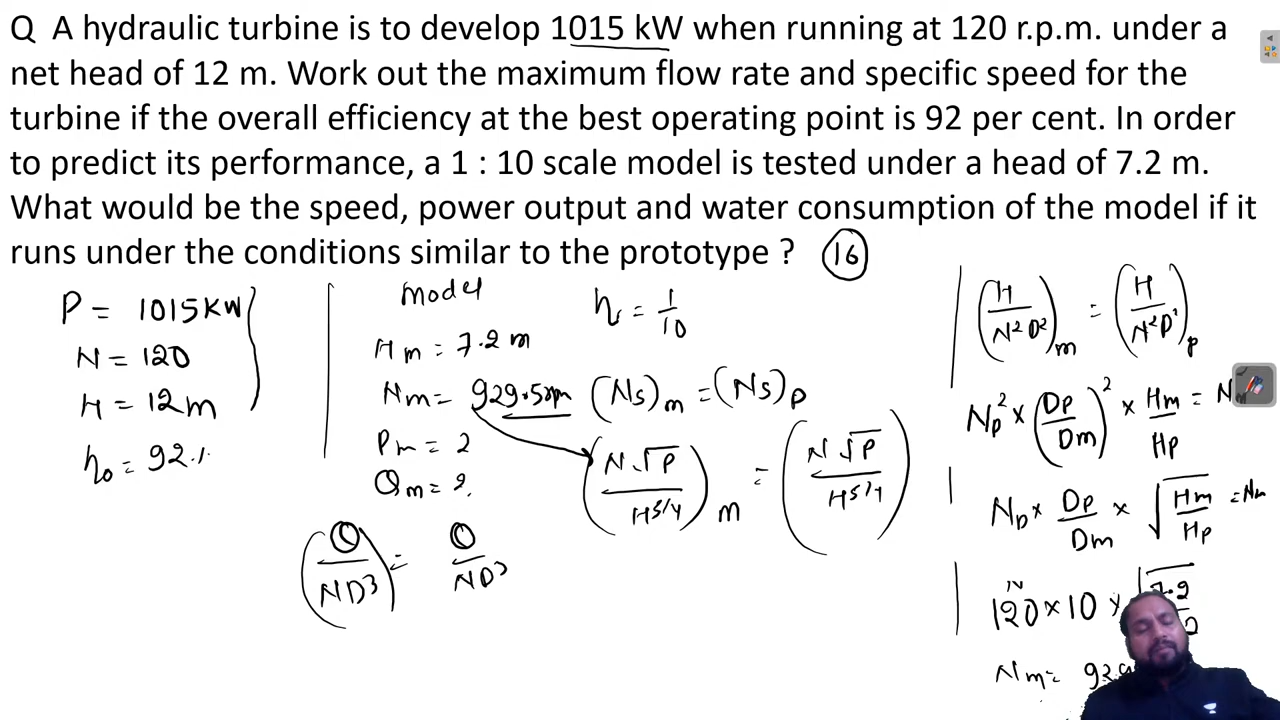 Q A hydraulic turbine is to develop 1015 kW when running at 120 r.p.m. under a
net head of 12 m. Work out the maximum flow rate and specific speed for the
turbine if the overall efficiency at the best operating point is 92 per cent. In order
to predict its performance, a 1 : 10 scale model is tested under a head of 7.2 m.
What would be the speed, power output and water consumption of the model if it
runs under the conditions similar to the prototype ? 16
P = 1015 KW
N = 120
H = 12 m
η₀ = 92.
Model
Hm = 7.2 m
Nm = 929.5 rpm
Pm = ?
Qm = ?
(Q / ND³) = Q / ND³
= 1/10
(Ns)m = (Ns)p
(N √P / H^5/4)m = (N √P / H^5/4)
(H / N²D²)m = (H / N²D²)p
Np² × (Dp / Dm)² × Hm / Hp = N
Np × Dp / Dm × √(Hm / Hp) = Nm
120 × 10 ×
Nm = 929